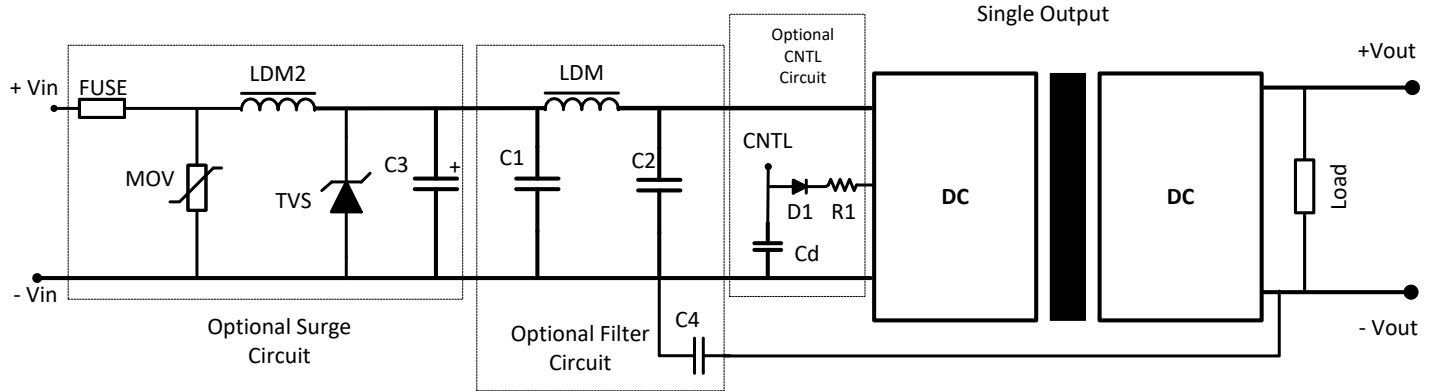 Single Output
Optional
CNTL
Circuit
+Vout
LDM2
LDM
+ Vin
FUSE
CNTL
MOV
TVS
C3
+
C1
C2
D1
R1
DC
DC
Load
Cd
- Vin
- Vout
Optional Surge
Circuit
Optional Filter
Circuit
C4